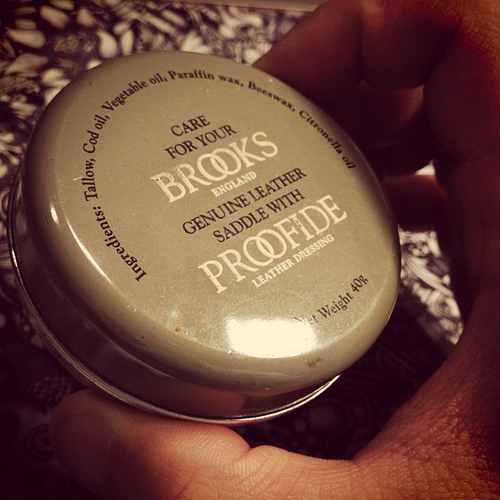 Ingredients: Tallow, Cod oil, Vegetable oil, Paraffin wax, Beeswax, Citronella oil
CARE
FOR YOUR
BROOKS
ENGLAND
GENUINE LEATHER
SADDLE WITH
PROOFIDE
LEATHER DRESSING
Net Weight 40g